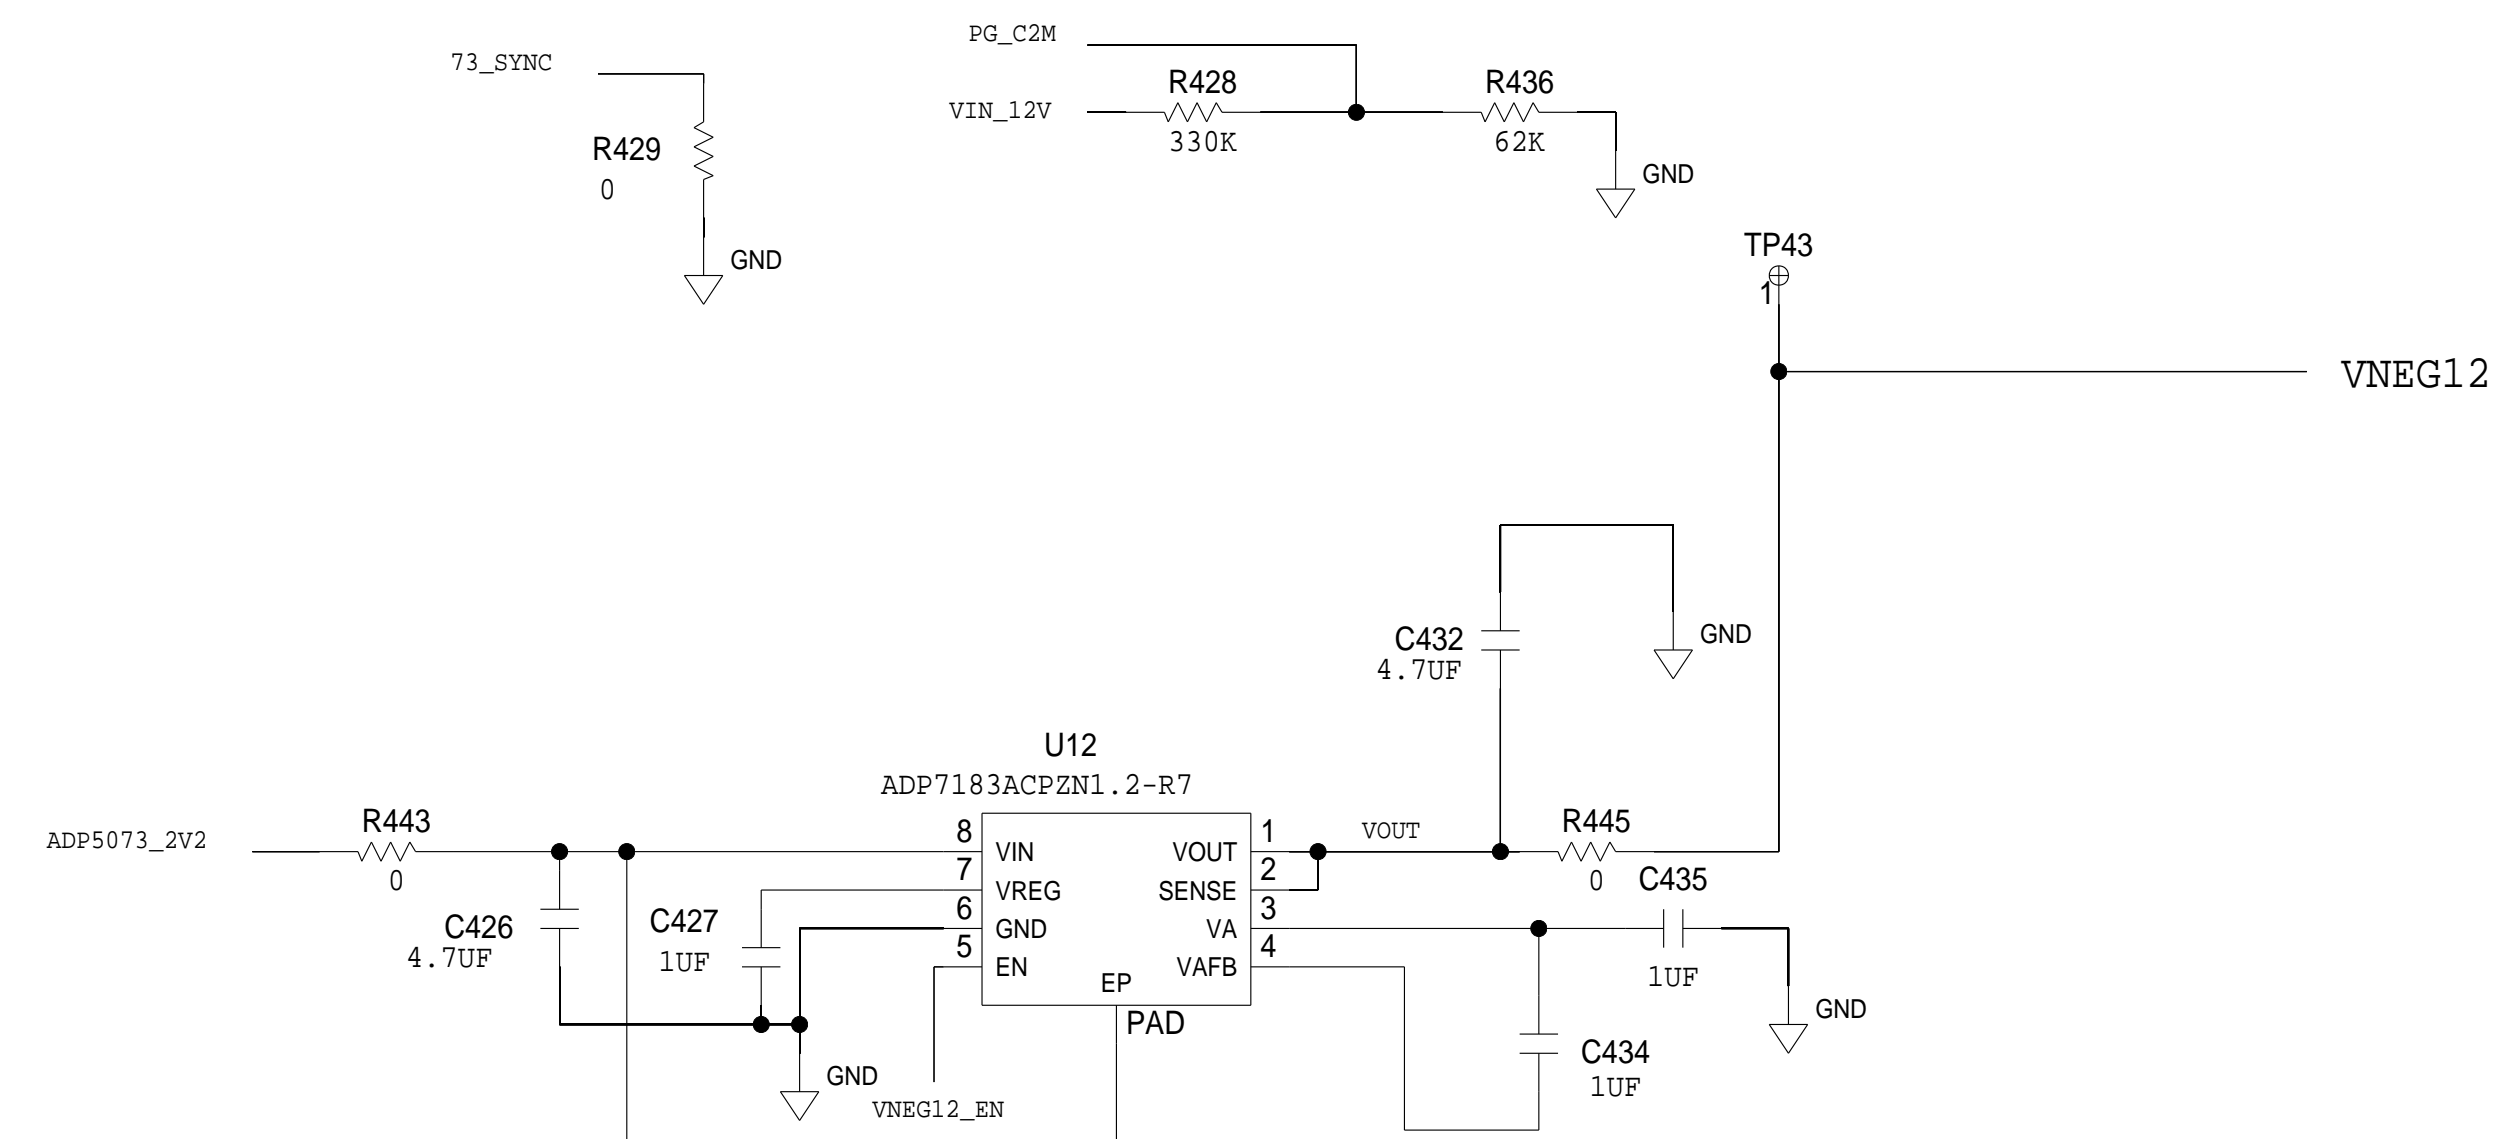 PG_C2M
73_SYNC
R428
R436
VIN_12V
330K
62K
R429
0
GND
GND
TP43
1
VNEG12
C432
4.7UF
GND
U12
ADP7183ACPZN1.2-R7
R443
ADP5073_2V2
0
8
VIN
VOUT
1
VOUT
R445
0
7
VREG
SENSE
2
C435
1UF
6
GND
VA
3
C426
4.7UF
C427
1UF
5
EN
VAFB
4
EP
PAD
GND
C434
1UF
GND
VNEG12_EN